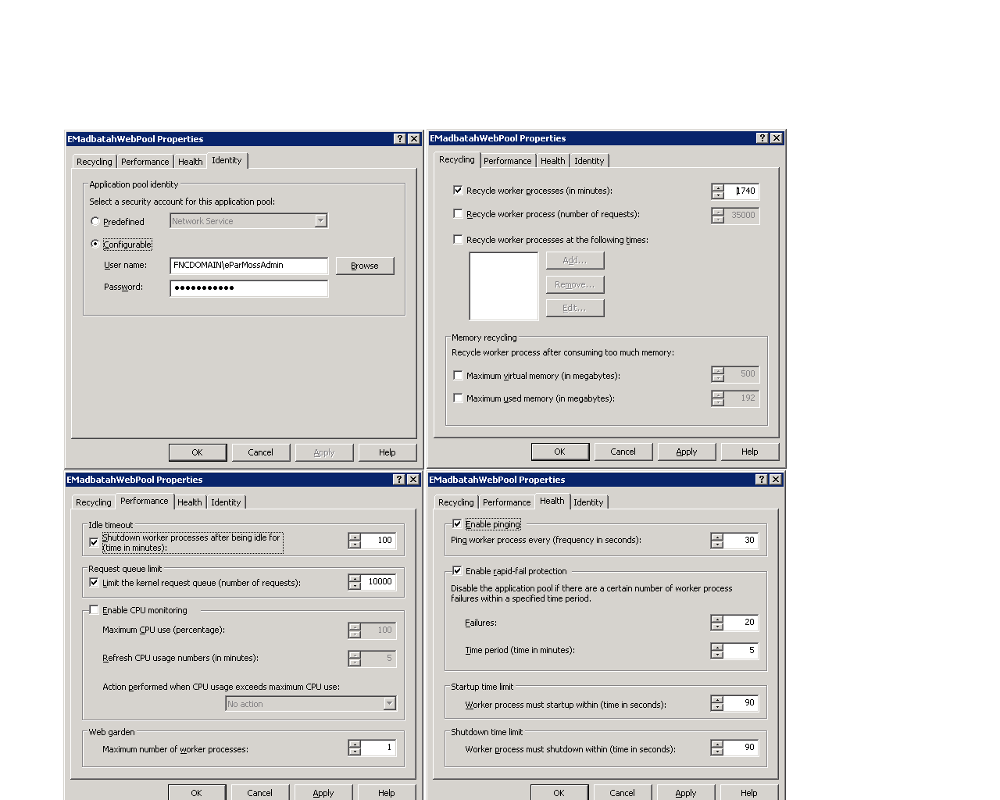 EMadbatahWebPool Properties
Recycling Performance Health Identity
Application pool identity
Select a security account for this application pool:
Predefined Network Service
Configurable
User name: FNCDOMAIN\eParMossAdmin Browse
Password: ●●●●●●●●●●●
OK Cancel Apply Help
EMadbatahWebPool Properties
Recycling Performance Health Identity
Recycle worker processes (in minutes): 1740
Recycle worker process (number of requests): 35000
Recycle worker processes at the following times:
Add...
Remove...
Edit...
Memory recycling
Recycle worker process after consuming too much memory:
Maximum virtual memory (in megabytes): 500
Maximum used memory (in megabytes): 192
OK Cancel Apply Help
EMadbatahWebPool Properties
Recycling Performance Health Identity
Idle timeout
Shutdown worker processes after being idle for
(time in minutes): 100
Request queue limit
Limit the kernel request queue (number of requests): 10000
Enable CPU monitoring
Maximum CPU use (percentage): 100
Refresh CPU usage numbers (in minutes): 5
Action performed when CPU usage exceeds maximum CPU use:
No action
Web garden
Maximum number of worker processes: 1
OK Cancel Apply Help
EMadbatahWebPool Properties
Recycling Performance Health Identity
Enable pinging
Ping worker process every (frequency in seconds): 30
Enable rapid-fail protection
Disable the application pool if there are a certain number of worker process
failures within a specified time period.
Failures: 20
Time period (time in minutes): 5
Startup time limit
Worker process must startup within (time in seconds): 90
Shutdown time limit
Worker process must shutdown within (time in seconds): 90
OK Cancel Apply Help